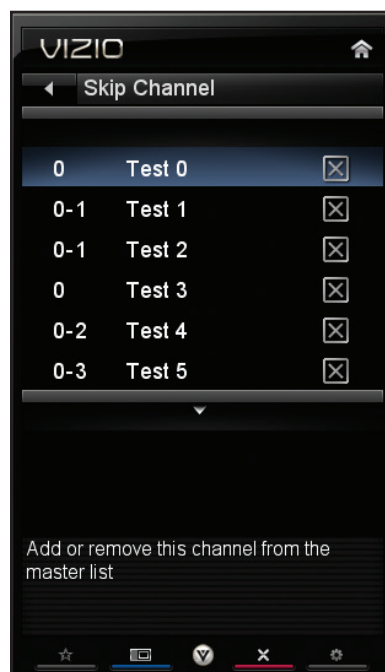 VIZIO
Skip Channel
0 Test 0
0-1 Test 1
0-1 Test 2
0 Test 3
0-2 Test 4
0-3 Test 5
Add or remove this channel from the
master list
V